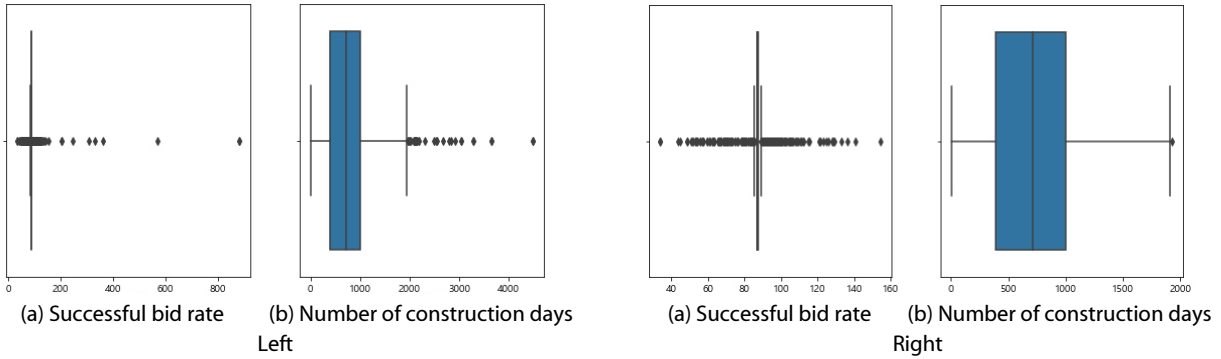 0 200 400 600 800
0 1000 2000 3000 4000
40 60 80 100 120 140 160
0 500 1000 1500 2000
(a) Successful bid rate (b) Number of construction days
(a) Successful bid rate (b) Number of construction days
Left
Right